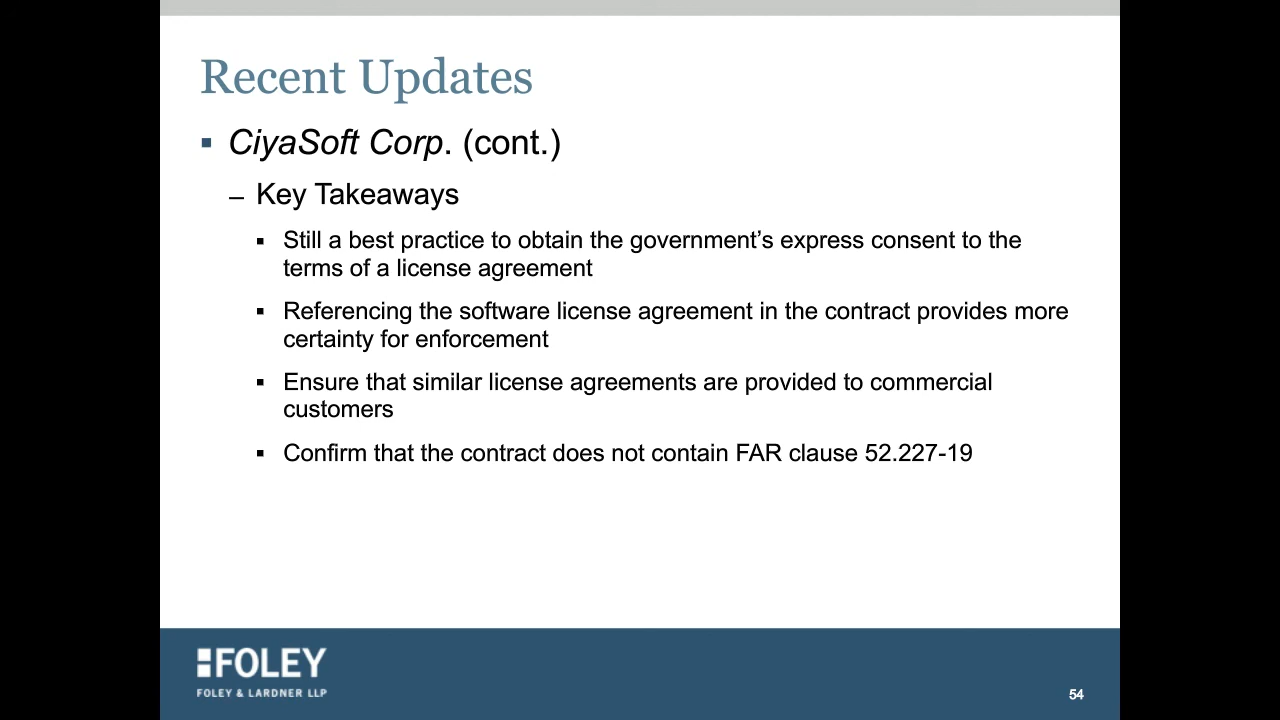 Recent Updates
▪ CiyaSoft Corp. (cont.)
– Key Takeaways
▪ Still a best practice to obtain the government’s express consent to the
terms of a license agreement
▪ Referencing the software license agreement in the contract provides more
certainty for enforcement
▪ Ensure that similar license agreements are provided to commercial
customers
▪ Confirm that the contract does not contain FAR clause 52.227-19
FOLEY
FOLEY & LARDNER LLP
54